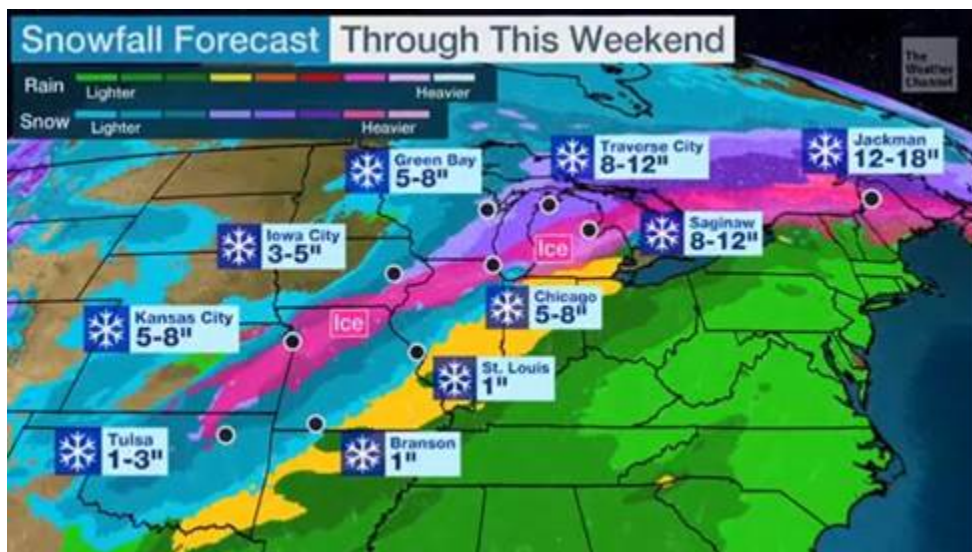 Snowfall Forecast Through This Weekend
The
Weather
Channel
Rain
Lighter Heavier
Snow
Lighter Heavier
Green Bay
5-8"
Traverse City
8-12"
Jackman
12-18"
Iowa City
3-5"
Saginaw
8-12"
Ice
Kansas City
5-8"
Chicago
5-8"
Ice
St. Louis
1"
Tulsa
1-3"
Branson
1"